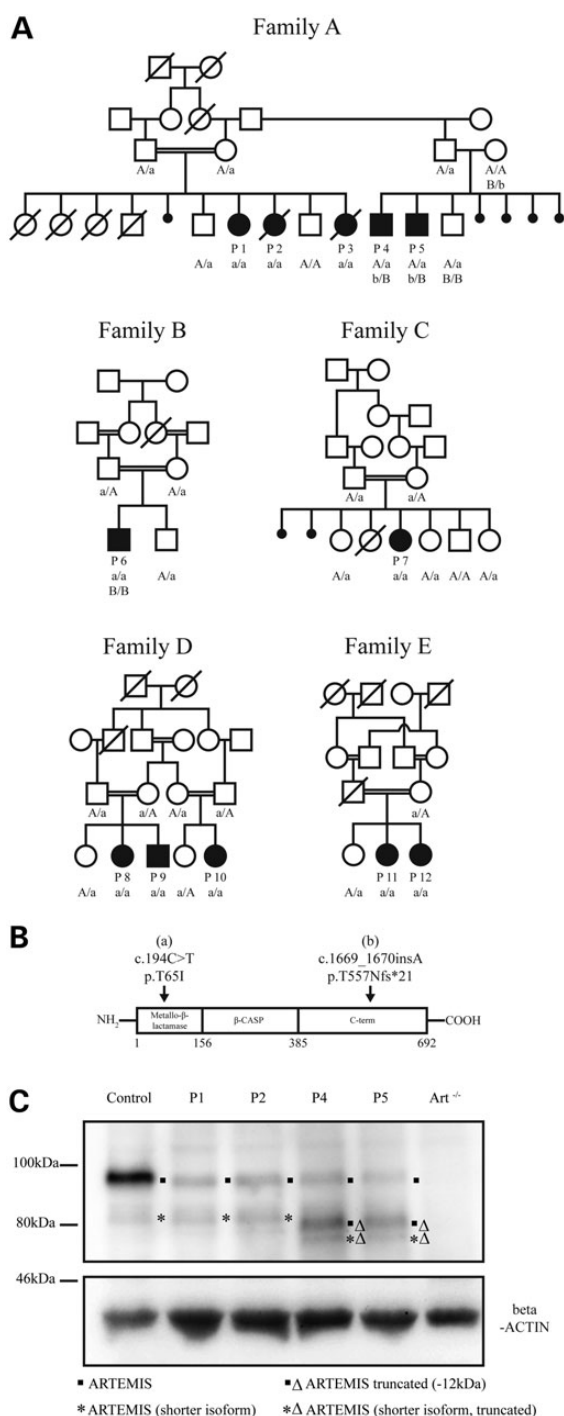 A
Family A
A/a A/a A/a A/A
B/b
P 1 P 2 P 3 P 4 P 5
A/a a/a a/a A/A a/a A/a A/a A/a
b/B b/B B/B
Family B Family C
a/A A/a A/a a/A
P 6
a/a A/a
B/B
P 7
A/a a/a A/a A/A A/a
Family D Family E
A/a a/A A/a a/A a/A
P 8 P 9 P 10 P 11 P 12
A/a a/a a/a a/A a/a A/a a/a a/a
B
(a) (b)
c.194C>T c.1669_1670insA
p.T65I p.T557Nfs*21
NH2 Metallo-β-lactamase β-CASP C-term COOH
1 156 385 692
C
Control P1 P2 P4 P5 Art -/-
100kDa
▪ ▪ ▪ ▪ ▪
* * *
80kDa
▪Δ ▪Δ
*Δ *Δ
46kDa
beta
-ACTIN
▪ ARTEMIS ▪Δ ARTEMIS truncated (-12kDa)
* ARTEMIS (shorter isoform) *Δ ARTEMIS (shorter isoform, truncated)